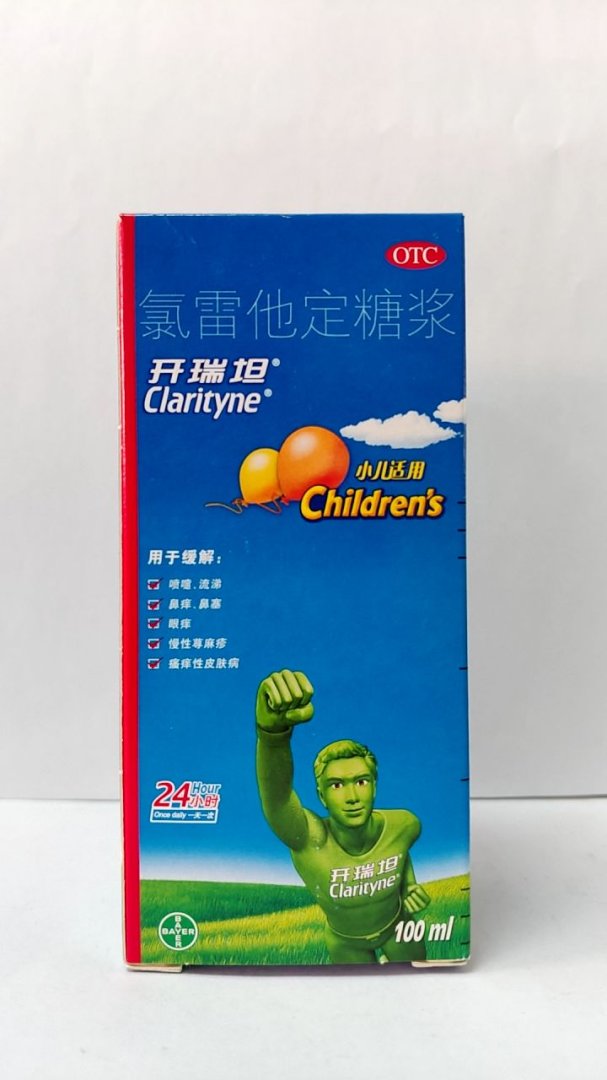 OTC
氯雷他定糖浆
开瑞坦®
Clarityne®
小儿适用
Children's
用于缓解：
喷嚏、流涕
鼻痒、鼻塞
眼痒
慢性荨麻疹
瘙痒性皮肤病
24 Hour
小时
Once daily 一天一次
开瑞坦®
Clarityne®
BAYER
BAYER
100 ml